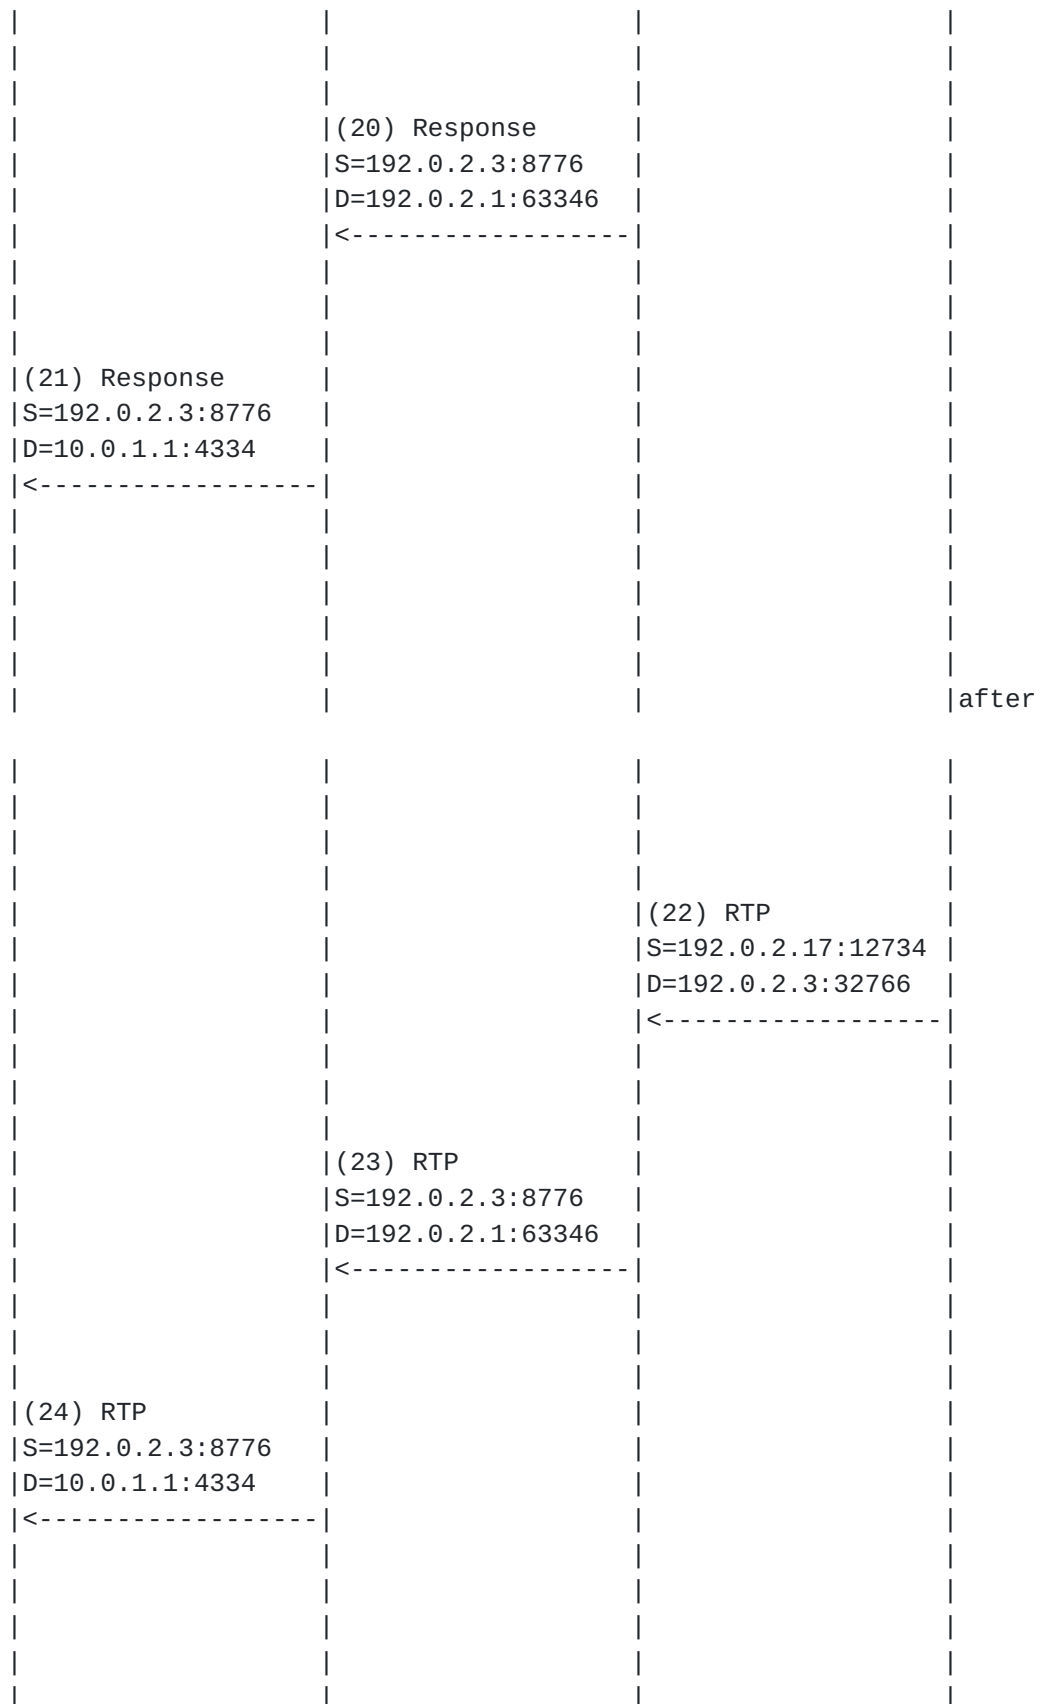 |                   |                   |                   |
|                   |                   |                   |
|                   |                   |                   |
|                   |(20) Response      |                   |
|                   |S=192.0.2.3:8776   |                   |
|                   |D=192.0.2.1:63346  |                   |
|                   |<------------------|                   |
|                   |                   |                   |
|                   |                   |                   |
|                   |                   |                   |
|(21) Response      |                   |                   |
|S=192.0.2.3:8776   |                   |                   |
|D=10.0.1.1:4334    |                   |                   |
|<------------------|                   |                   |
|                   |                   |                   |
|                   |                   |                   |
|                   |                   |                   |
|                   |                   |                   |
|                   |                   |                   |
|                   |                   |                   |after

|                   |                   |                   |
|                   |                   |                   |
|                   |                   |                   |
|                   |                   |                   |
|                   |                   |(22) RTP           |
|                   |                   |S=192.0.2.17:12734 |
|                   |                   |D=192.0.2.3:32766  |
|                   |                   |<------------------|
|                   |                   |                   |
|                   |                   |                   |
|                   |                   |                   |
|                   |(23) RTP           |                   |
|                   |S=192.0.2.3:8776   |                   |
|                   |D=192.0.2.1:63346  |                   |
|                   |<------------------|                   |
|                   |                   |                   |
|                   |                   |                   |
|                   |                   |                   |
|(24) RTP           |                   |                   |
|S=192.0.2.3:8776   |                   |                   |
|D=10.0.1.1:4334    |                   |                   |
|<------------------|                   |                   |
|                   |                   |                   |
|                   |                   |                   |
|                   |                   |                   |
|                   |                   |                   |
|                   |                   |                   |